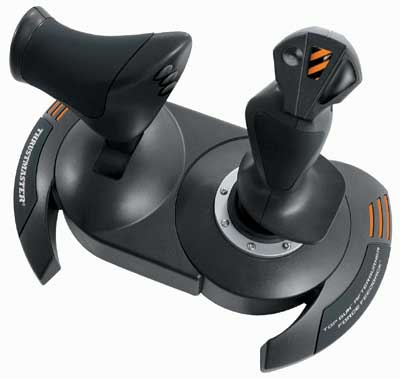 THRUSTMASTER
TOP GUN AFTERBURNER
FORCE FEEDBACK